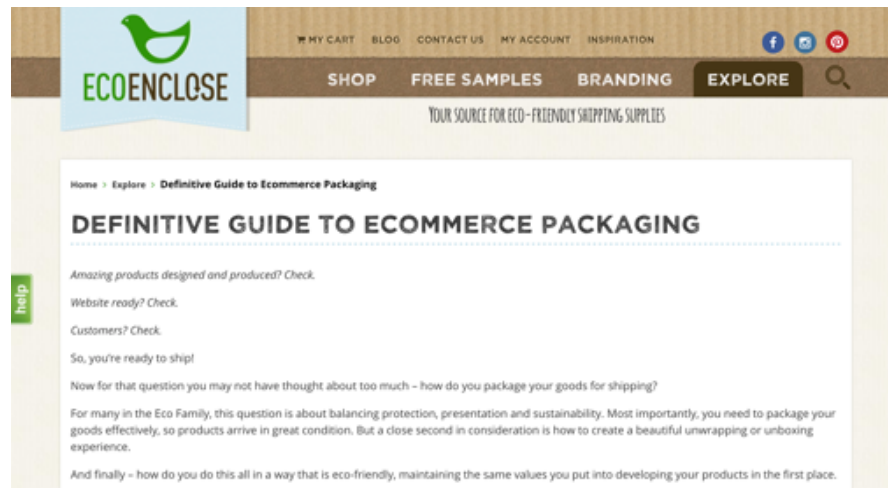 MY CART BLOG CONTACT US MY ACCOUNT INSPIRATION
ECOENCLOSE
SHOP FREE SAMPLES BRANDING EXPLORE
YOUR SOURCE FOR ECO-FRIENDLY SHIPPING SUPPLIES
Home > Explore > Definitive Guide to Ecommerce Packaging
DEFINITIVE GUIDE TO ECOMMERCE PACKAGING
Amazing products designed and produced? Check.
help
Website ready? Check.
Customers? Check.
So, you're ready to ship!
Now for that question you may not have thought about too much – how do you package your goods for shipping?
For many in the Eco Family, this question is about balancing protection, presentation and sustainability. Most importantly, you need to package your
goods effectively, so products arrive in great condition. But a close second in consideration is how to create a beautiful unwrapping or unboxing
experience.
And finally – how do you do this all in a way that is eco-friendly, maintaining the same values you put into developing your products in the first place.